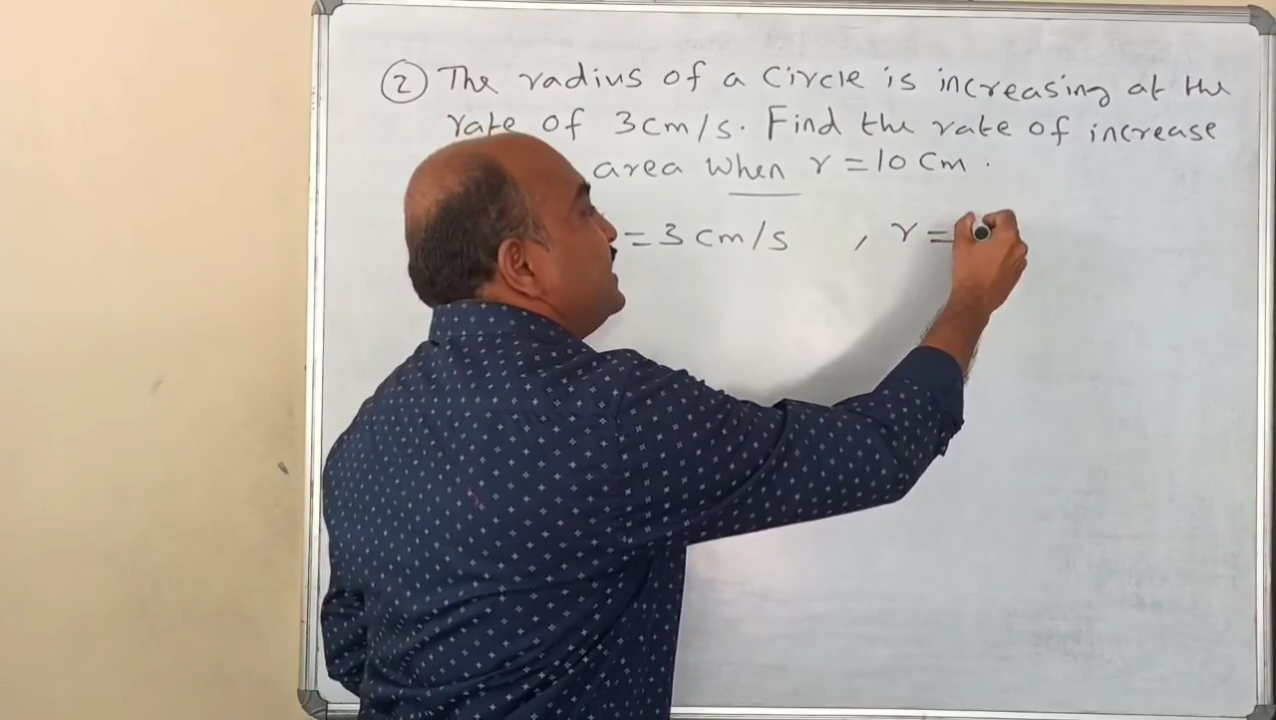 ② The radius of a circle is increasing at the
rate of 3cm/s. Find the rate of increase
area when r = 10 cm.
= 3 cm/s , r =